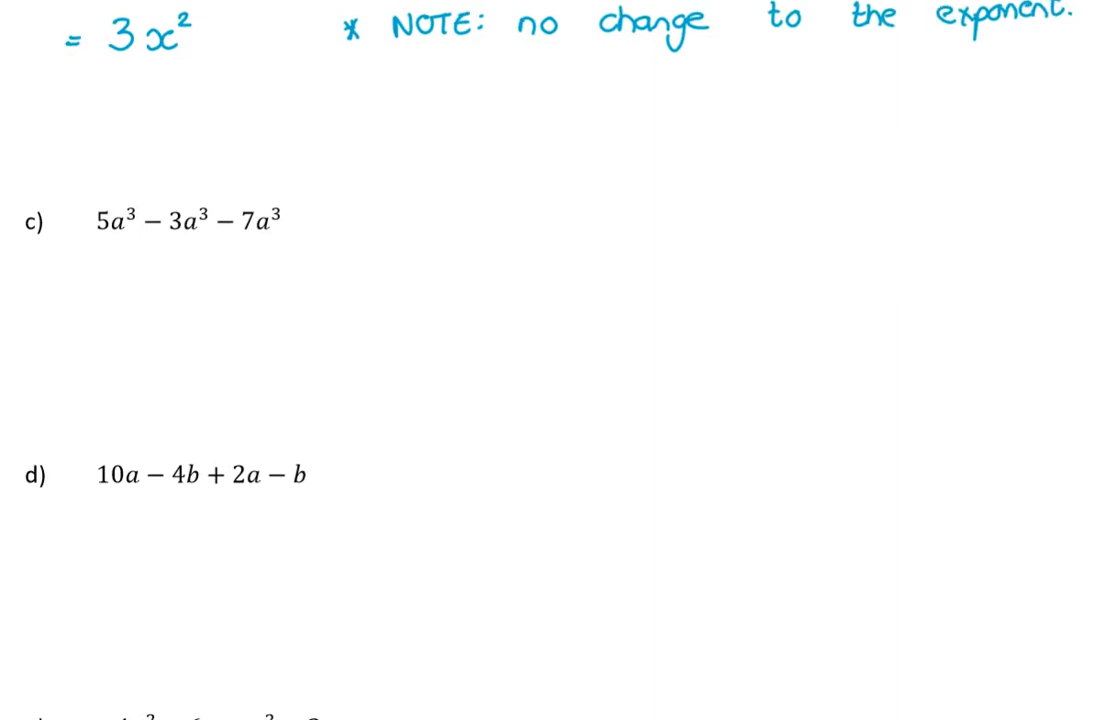 = 3x² * NOTE: no change to the exponent.
c) 5a³ − 3a³ − 7a³
d) 10a − 4b + 2a − b